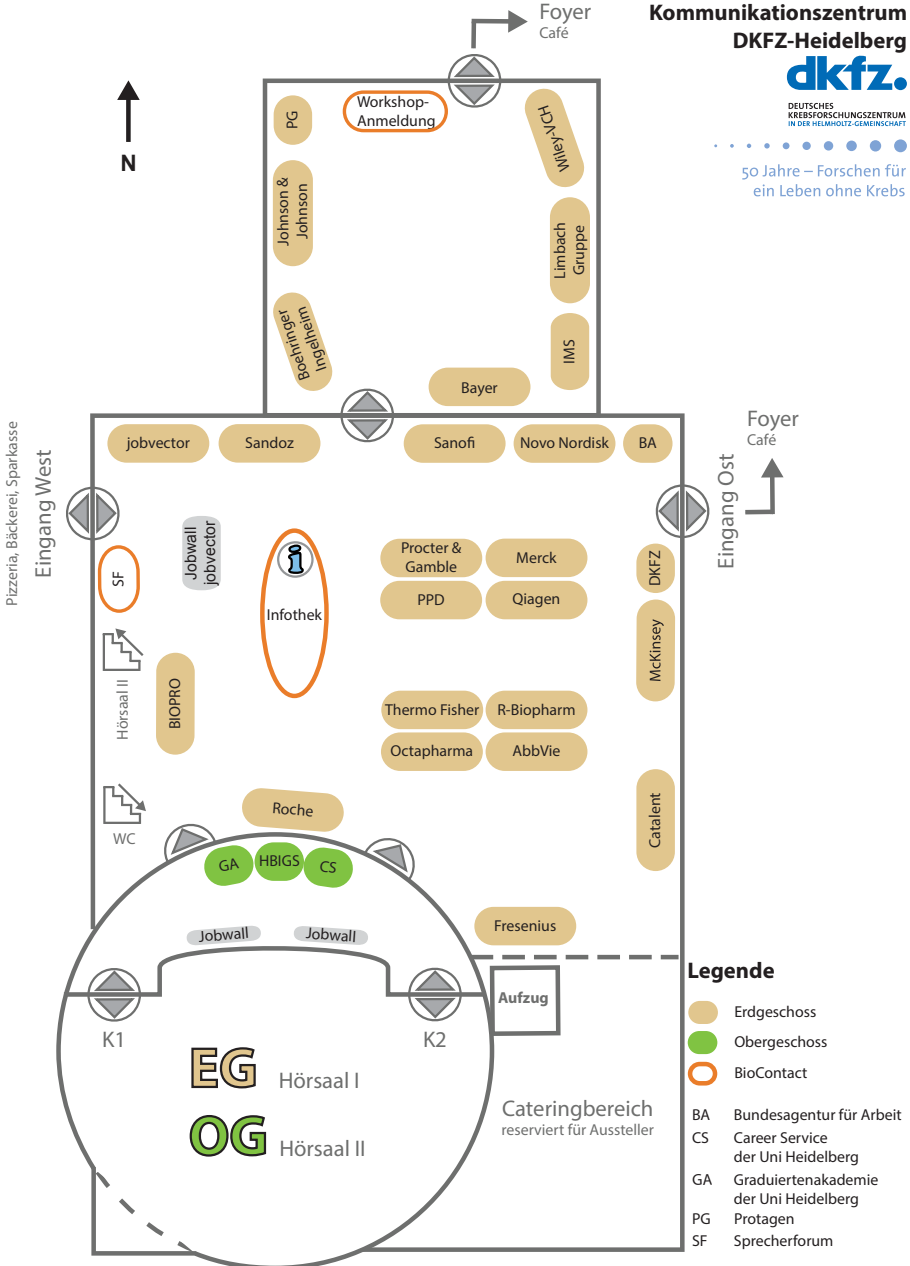 Kommunikationszentrum
DKFZ-Heidelberg
dkfz.
DEUTSCHES
KREBSFORSCHUNGSZENTRUM
IN DER HELMHOLTZ-GEMEINSCHAFT
50 Jahre – Forschen für
ein Leben ohne Krebs
Foyer
Café
N
PG
Workshop-
Anmeldung
Wiley-VCH
Johnson &
Johnson
Limbach
Gruppe
Boehringer
Ingelheim
IMS
Bayer
jobvector
Sandoz
Sanofi
Novo Nordisk
BA
Foyer
Café
Pizzeria, Bäckerei, Sparkasse
Eingang West
Eingang Ost
SF
Jobwall
jobvector
i
Infothek
Procter &
Gamble
Merck
PPD
Qiagen
DKFZ
McKinsey
Hörsaal II
BIOPRO
Thermo Fisher
R-Biopharm
Octapharma
AbbVie
Catalent
WC
Roche
GA
HBIGS
CS
Jobwall
Jobwall
Fresenius
Aufzug
K1
K2
EG Hörsaal I
OG Hörsaal II
Cateringbereich
reserviert für Aussteller
Legende
Erdgeschoss
Obergeschoss
BioContact
BA Bundesagentur für Arbeit
CS Career Service
der Uni Heidelberg
GA Graduiertenakademie
der Uni Heidelberg
PG Protagen
SF Sprecherforum